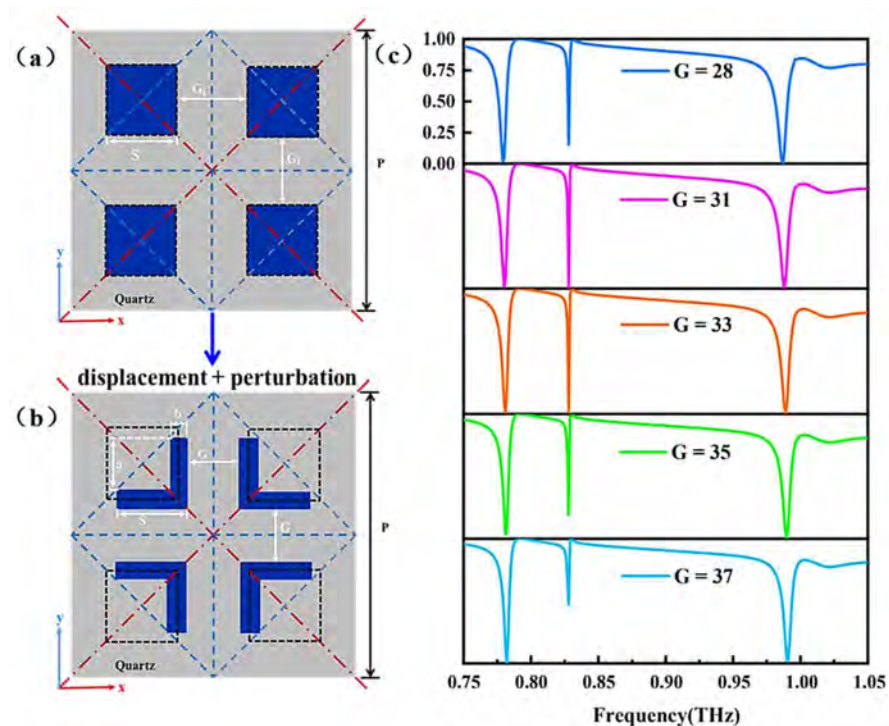 (a)
G₁
S
G₁
P
y
Quartz
x
displacement + perturbation
(b)
b
G
a
S
G
P
y
Quartz
x
(c)
1.00
0.75
0.50
0.25
0.00
G = 28
G = 31
G = 33
G = 35
G = 37
0.75 0.80 0.85 0.90 0.95 1.00 1.05
Frequency(THz)